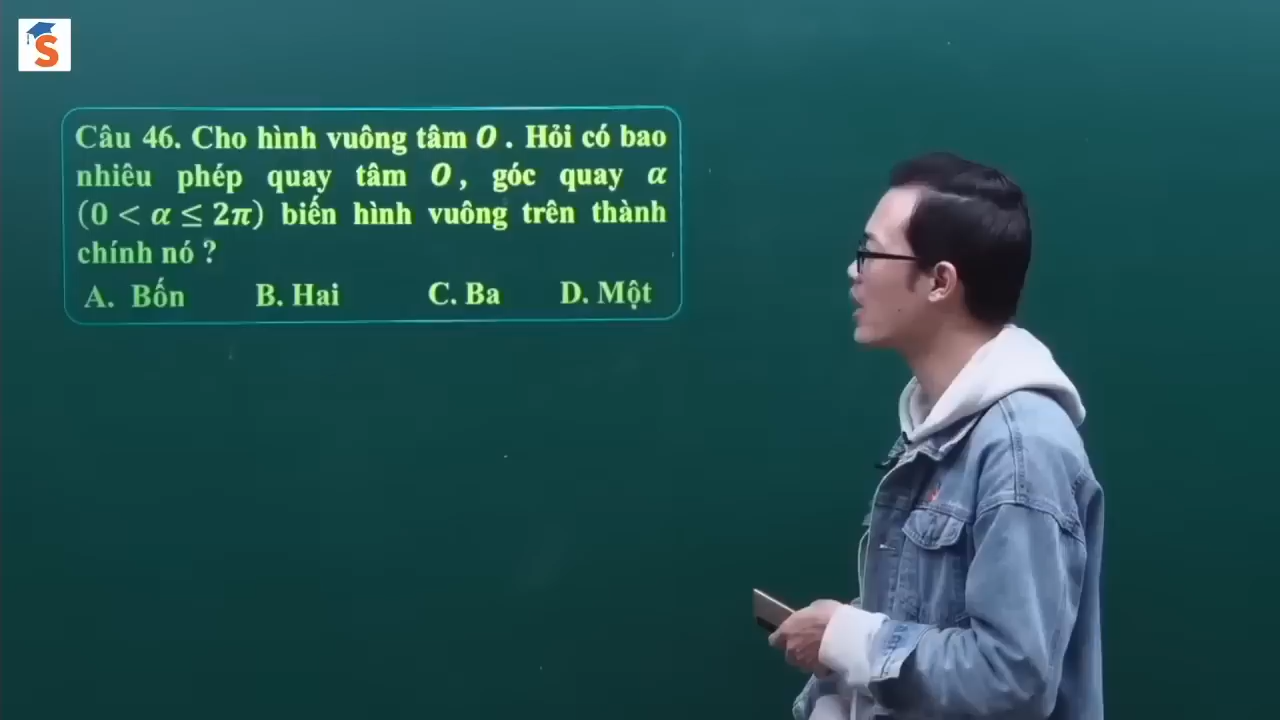 S
Câu 46. Cho hình vuông tâm O . Hỏi có bao
nhiêu phép quay tâm O, góc quay α
(0 < α ≤ 2π) biến hình vuông trên thành
chính nó ?
A. Bốn B. Hai C. Ba D. Một